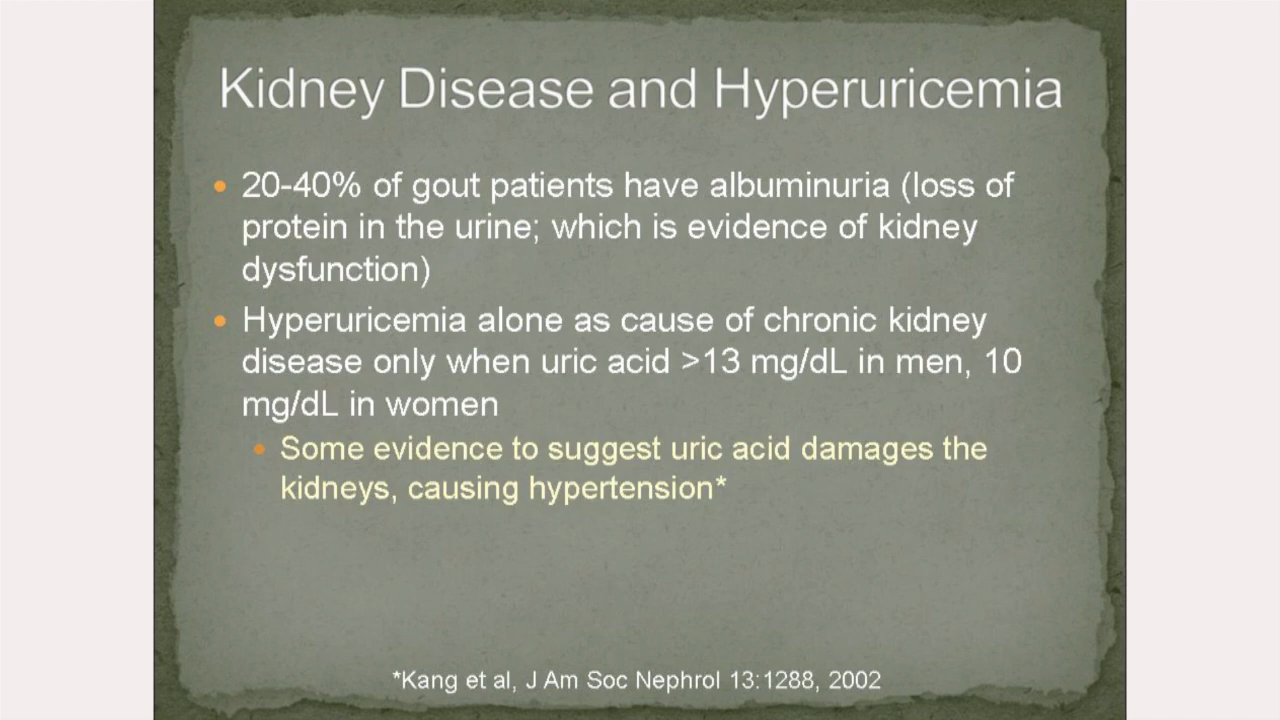 Kidney Disease and Hyperuricemia
• 20-40% of gout patients have albuminuria (loss of
protein in the urine; which is evidence of kidney
dysfunction)
• Hyperuricemia alone as cause of chronic kidney
disease only when uric acid >13 mg/dL in men, 10
mg/dL in women
• Some evidence to suggest uric acid damages the
kidneys, causing hypertension*
*Kang et al, J Am Soc Nephrol 13:1288, 2002